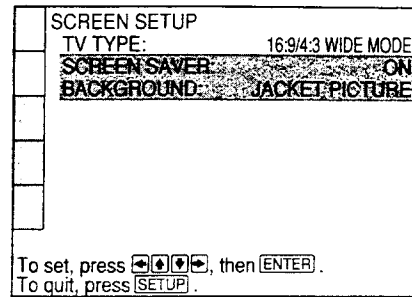 SCREEN SETUP
TV TYPE: 16:9/4:3 WIDE MODE
SCREEN SAVER: ON
BACKGROUND: JACKET PICTURE
To set, press ←↑↓→, then ENTER.
To quit, press SETUP.